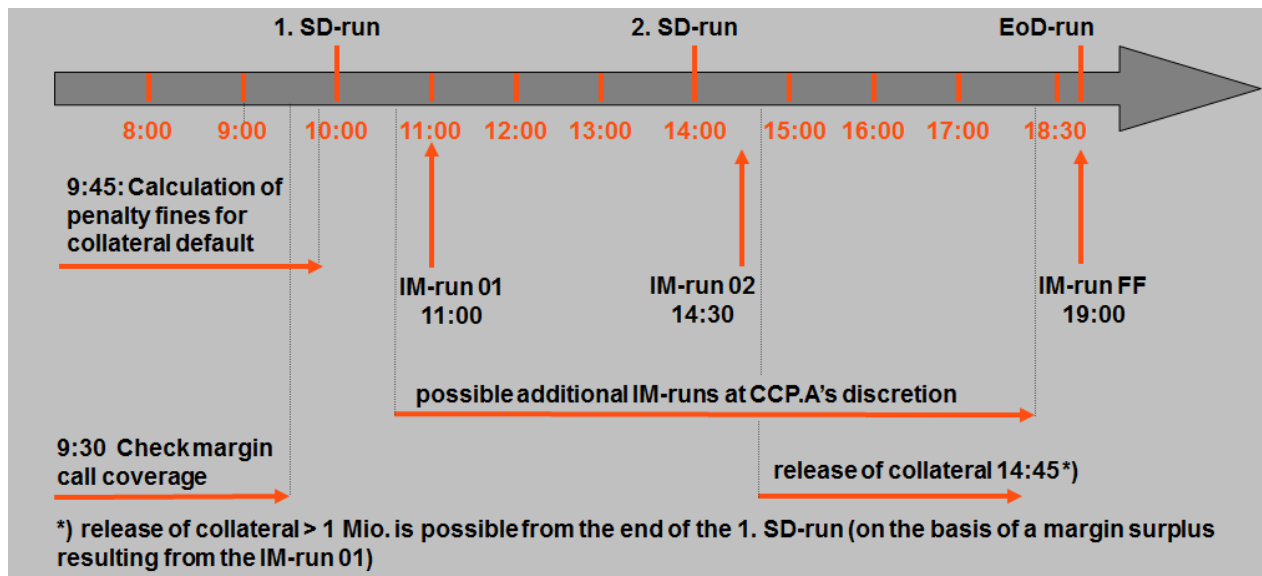 1. SD-run
2. SD-run
EoD-run
8:00
9:00
10:00
11:00
12:00
13:00
14:00
15:00
16:00
17:00
18:30
9:45: Calculation of
penalty fines for
collateral default
IM-run 01
11:00
IM-run 02
14:30
IM-run FF
19:00
possible additional IM-runs at CCP.A's discretion
9:30 Check margin
call coverage
release of collateral 14:45*)
*) release of collateral > 1 Mio. is possible from the end of the 1. SD-run (on the basis of a margin surplus
resulting from the IM-run 01)